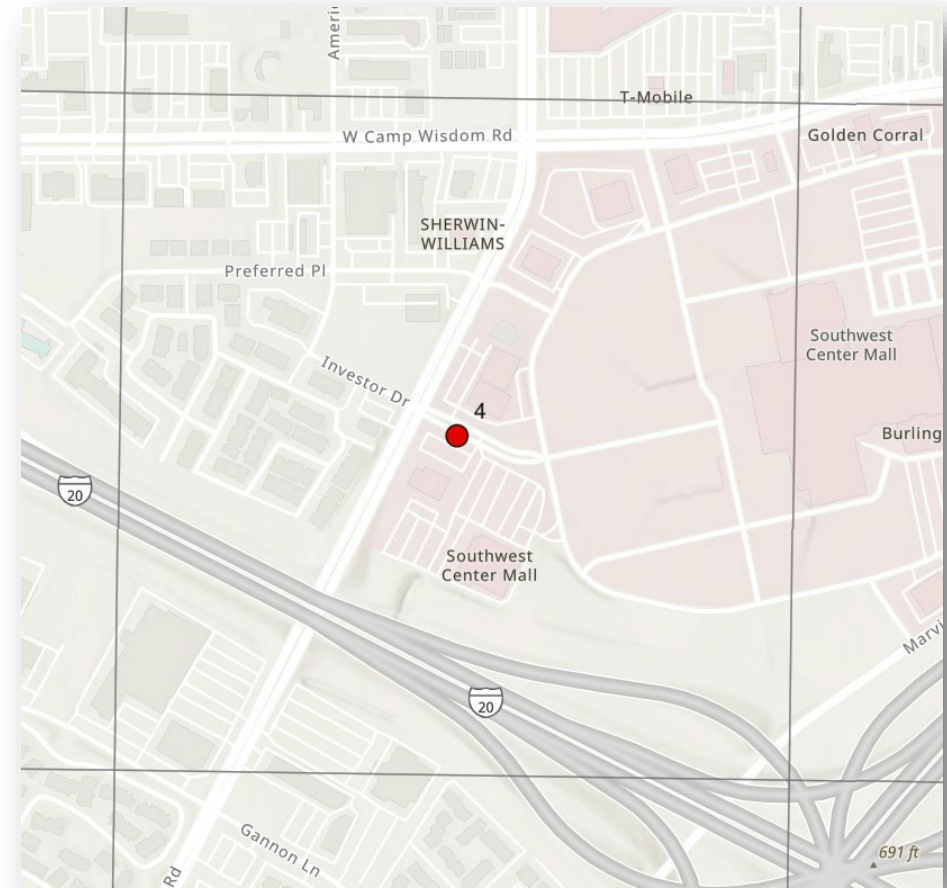 Ameri
T-Mobile
W Camp Wisdom Rd
Golden Corral
SHERWIN-
WILLIAMS
Preferred Pl
Southwest
Center Mall
Investor Dr
4
Burling
20
Southwest
Center Mall
Marvi
20
Gannon Ln
691 ft
Rd